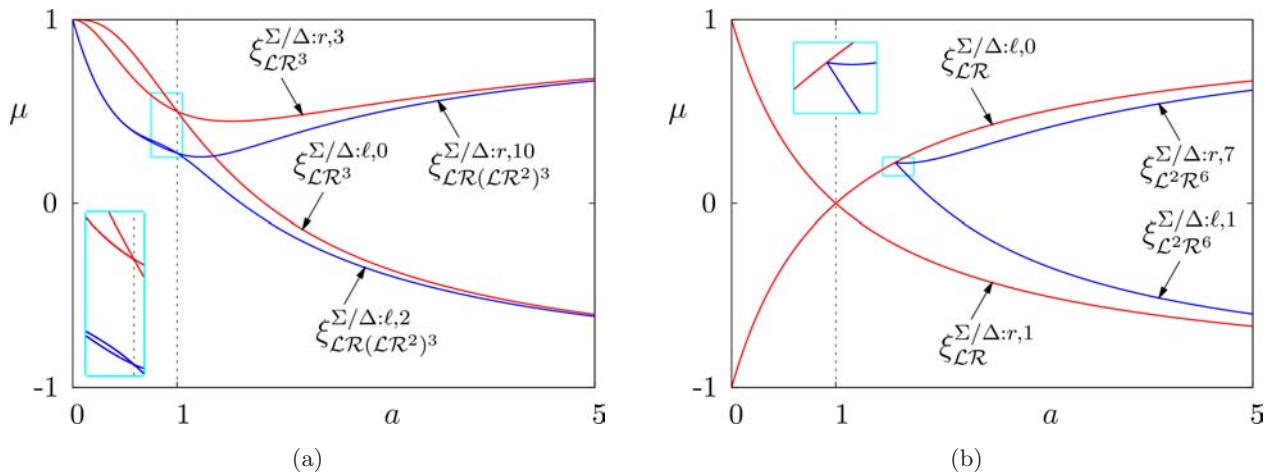 1
μ
0
-1
0
1
a
5
ξ^{Σ/Δ:r,3}_{ℒℛ^3}
ξ^{Σ/Δ:ℓ,0}_{ℒℛ^3}
ξ^{Σ/Δ:r,10}_{ℒℛ(ℒℛ^2)^3}
ξ^{Σ/Δ:ℓ,2}_{ℒℛ(ℒℛ^2)^3}
(a)
1
μ
0
-1
0
1
a
5
ξ^{Σ/Δ:ℓ,0}_{ℒℛ}
ξ^{Σ/Δ:r,7}_{ℒ^2ℛ^6}
ξ^{Σ/Δ:ℓ,1}_{ℒ^2ℛ^6}
ξ^{Σ/Δ:r,1}_{ℒℛ}
(b)